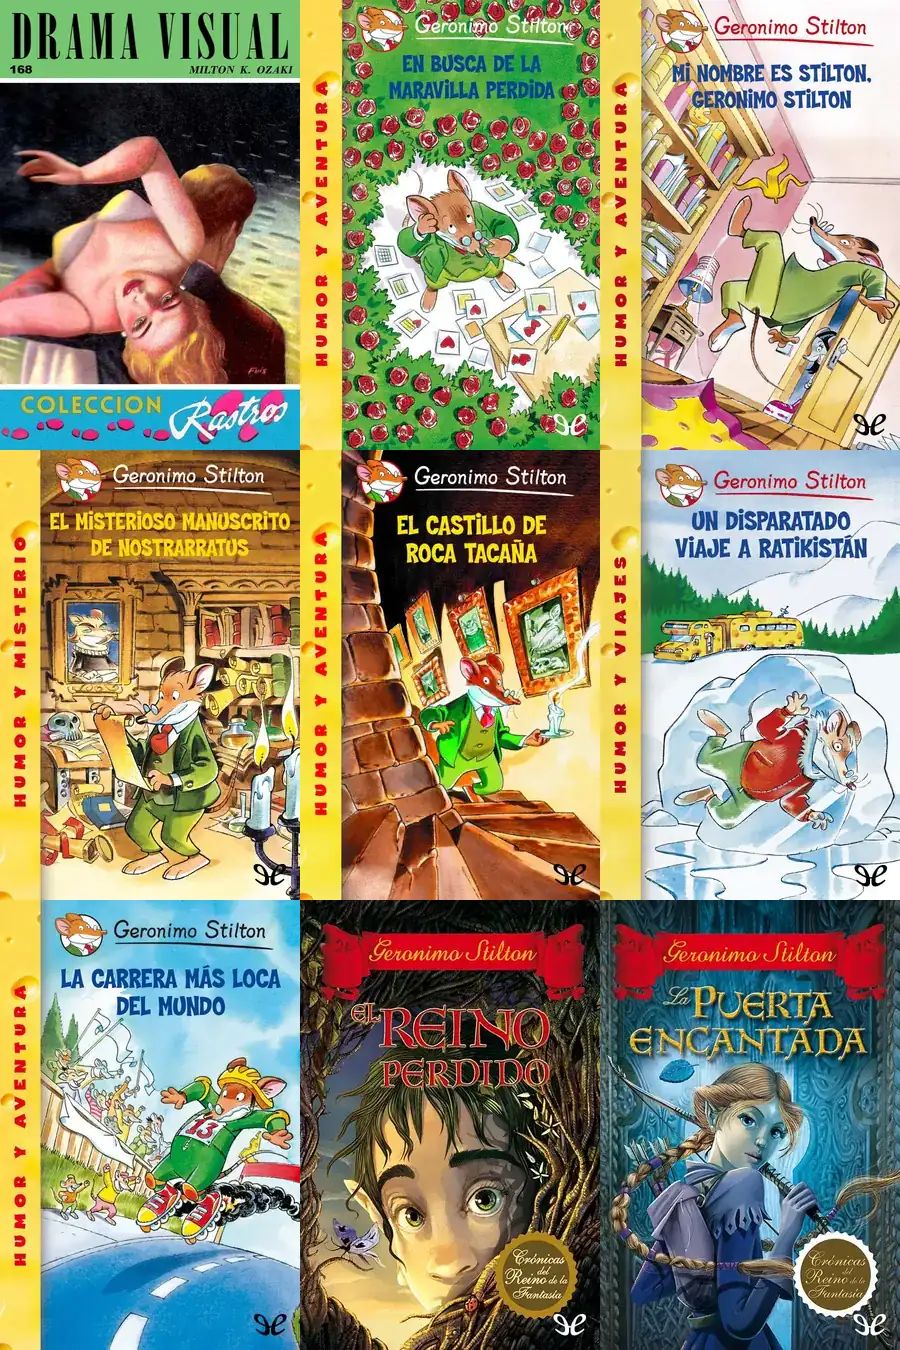 DRAMA VISUAL
168
MILTON K. OZAKI
FLIS
COLECCION
Rastros
Geronimo Stilton
EN BUSCA DE LA
MARAVILLA PERDIDA
HUMOR Y AVENTURA
Geronimo Stilton
MI NOMBRE ES STILTON,
GERONIMO STILTON
HUMOR Y AVENTURA
Geronimo Stilton
EL MISTERIOSO MANUSCRITO
DE NOSTRARRATUS
HUMOR Y MISTERIO
Geronimo Stilton
EL CASTILLO DE
ROCA TACAÑA
HUMOR Y AVENTURA
Geronimo Stilton
UN DISPARATADO
VIAJE A RATIKISTÁN
HUMOR Y VIAJES
Geronimo Stilton
LA CARRERA MÁS LOCA
DEL MUNDO
HUMOR Y AVENTURA
13
Geronimo Stilton
EL REINO
PERDIDO
Crónicas
del
Reino de la
Fantasía
Geronimo Stilton
La PUERTA
ENCANTADA
Crónicas
del
Reino de la
Fantasía